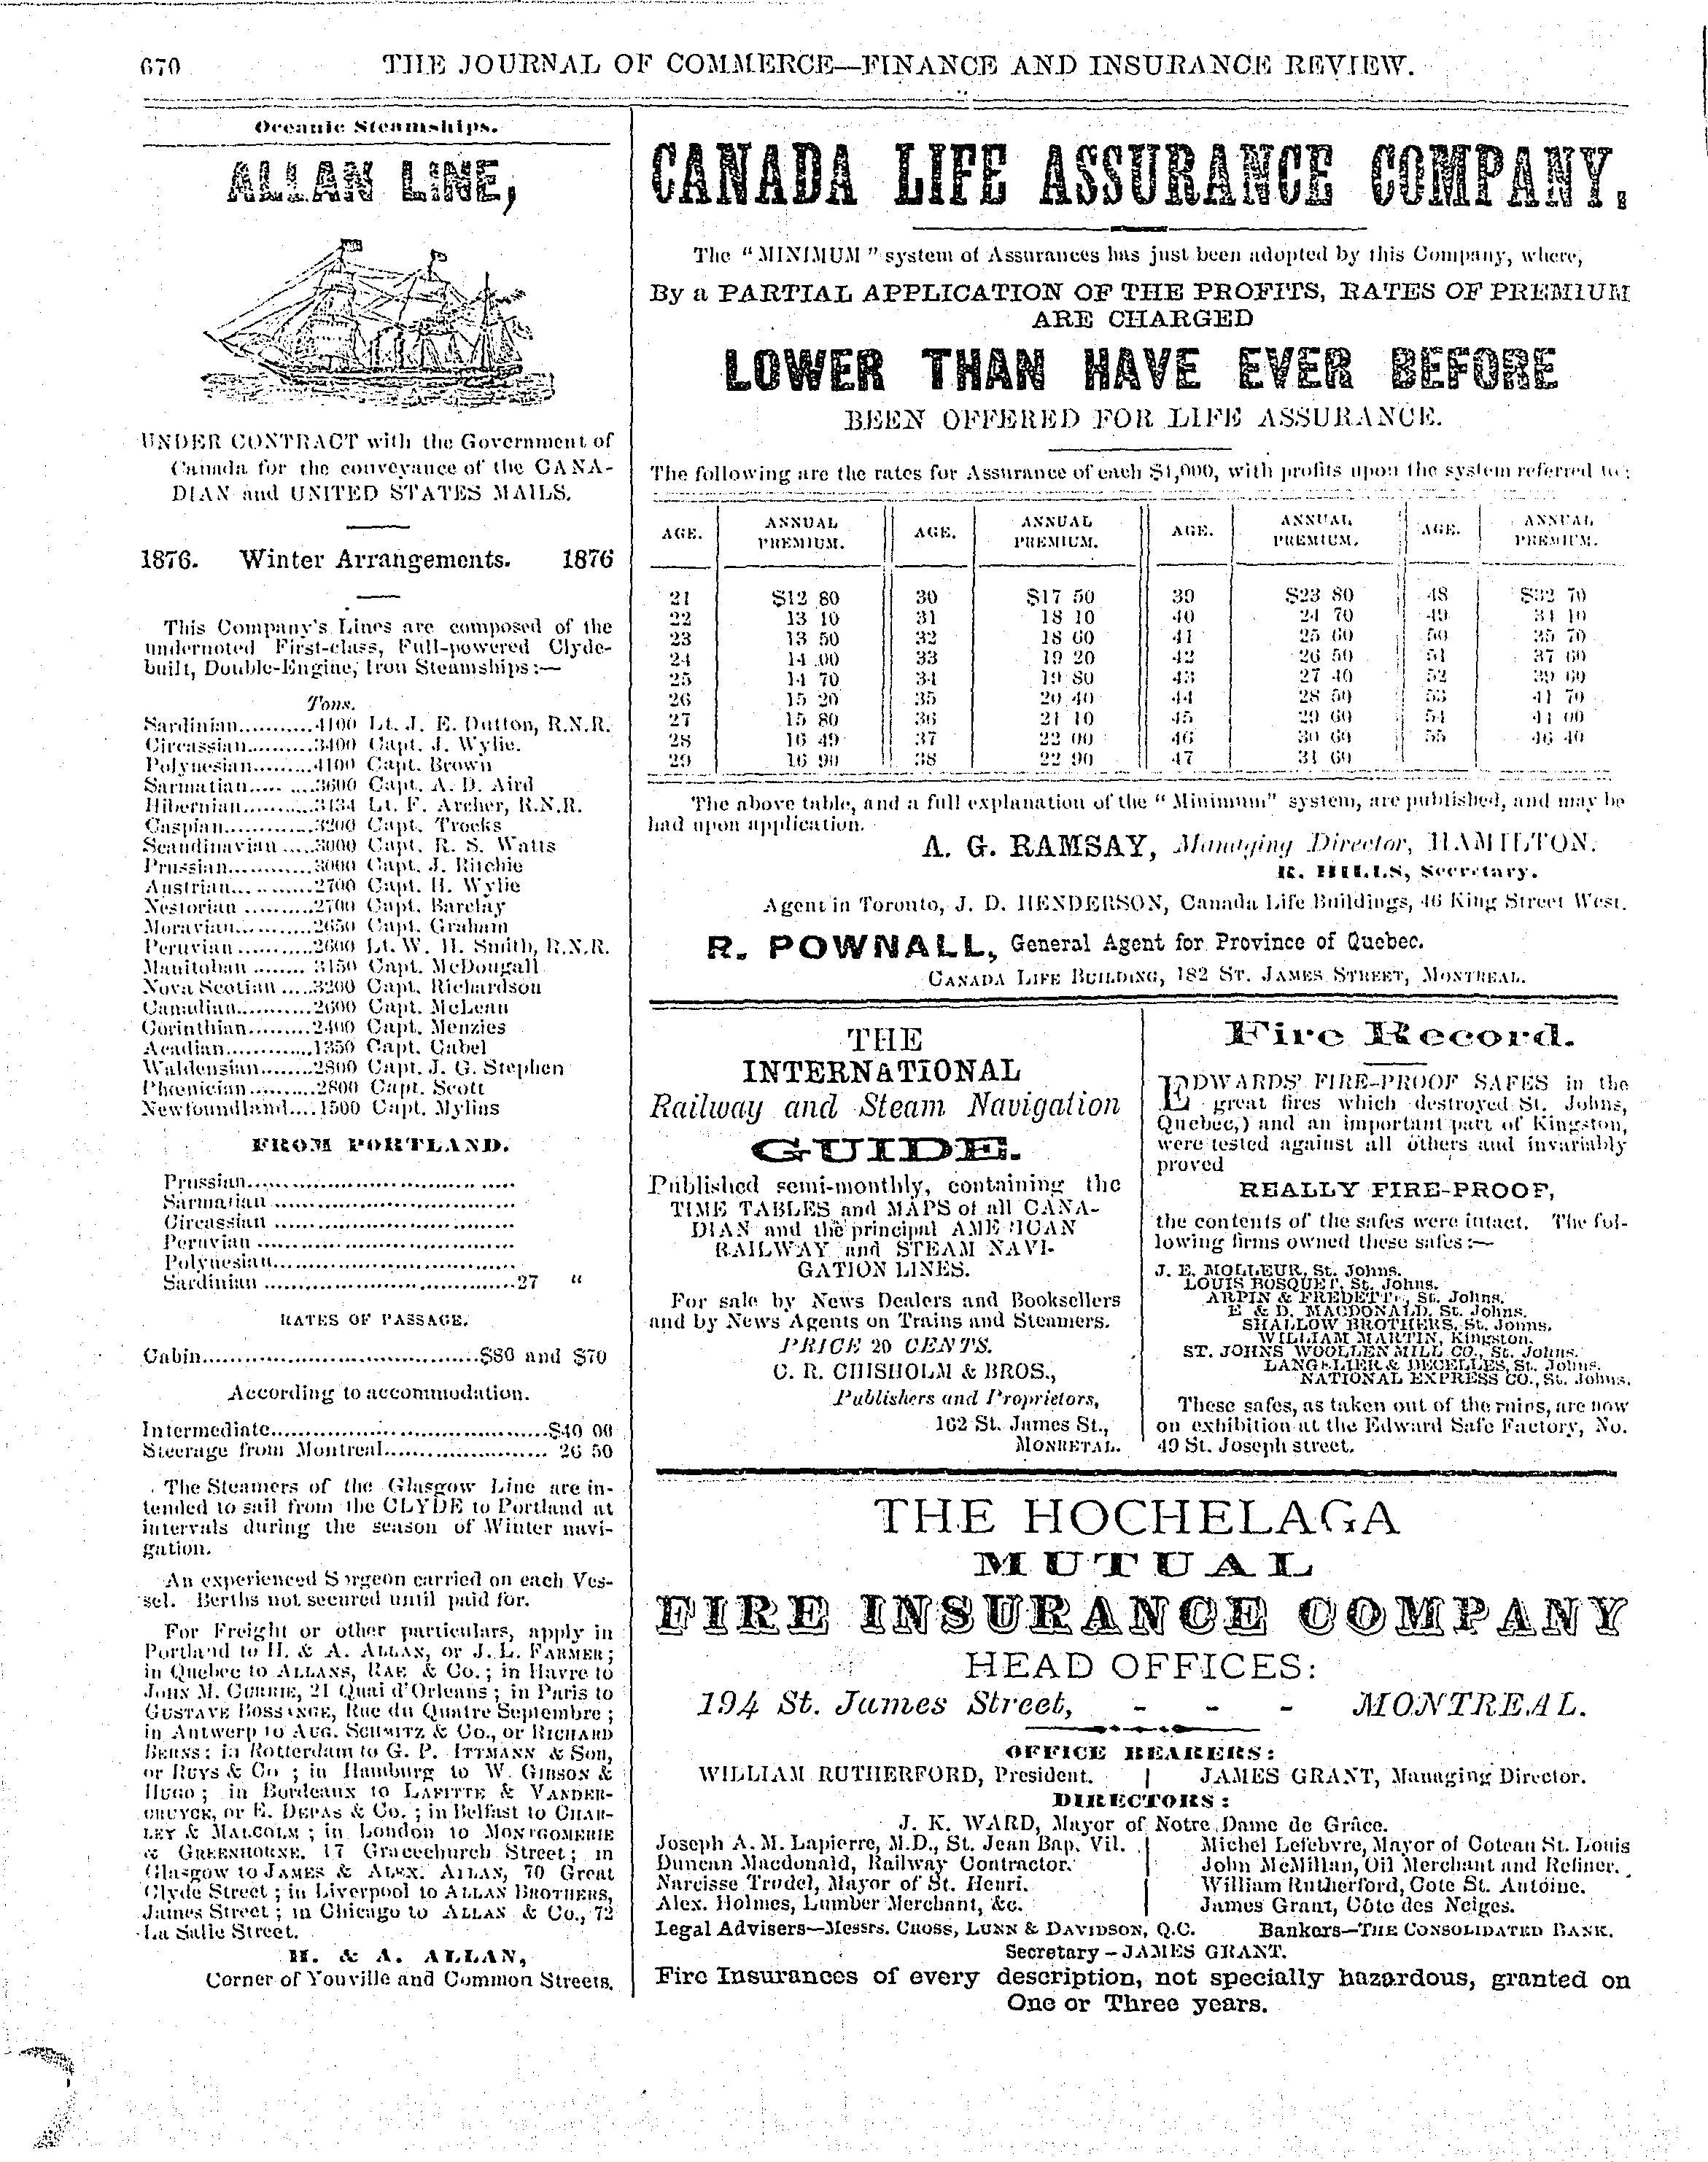 670 THE JOURNAL OF COMMERCE—FINANCE AND INSURANCE REVIEW.
Oceanic Steamships.
ALLAN LINE,
UNDER CONTRACT with the Government of
Canada for the conveyance of the CANA-
DIAN and UNITED STATES MAILS.
1876. Winter Arrangements. 1876
This Company's Lines are composed of the
undernoted First-class, Full-powered Clyde-
built, Double-Engine, Iron Steamships:—
Tons.
Sardinian...........4100 Lt. J. E. Dutton, R.N.R.
Circassian..........3400 Capt. J. Wylie.
Polynesian.........4100 Capt. Brown
Sarmatian..... ....3600 Capt. A. D. Aird
Hibernian...........3434 Lt. F. Archer, R.N.R.
Caspian.............3200 Capt. Trocks
Scandinavian .....3000 Capt. R. S. Watts
Prussian............3000 Capt. J. Ritchie
Austrian... .. ......2700 Capt. H. Wylie
Nestorian ..........2700 Capt. Barclay
Moravian...........2650 Capt. Graham
Peruvian ...........2600 Lt. W. H. Smith, R.N.R.
Manitoban ........ 3150 Capt. McDougall
Nova Scotian .....3200 Capt. Richardson
Canadian...........2600 Capt. McLean
Corinthian.........2400 Capt. Menzies
Acadian.............1350 Capt. Cabel
Waldensian........2800 Capt. J. G. Stephen
Phœnician..........2800 Capt. Scott
Newfoundland....1500 Capt. Mylins
FROM PORTLAND.
Prussian....................................
Sarmatian ..................................
Circassian ..................................
Peruvian ....................................
Polynesian..................................
Sardinian ..................................27 "
RATES OF PASSAGE.
Cabin.......................................$80 and $70
According to accommodation.
Intermediate.......................................$40 00
Steerage from Montreal....................... 26 50
The Steamers of the Glasgow Line are in-
tended to sail from the CLYDE to Portland at
intervals during the season of Winter navi-
gation.
An experienced Surgeon carried on each Ves-
sel. Berths not secured until paid for.
For Freight or other particulars, apply in
Portland to H. & A. ALLAN, or J. L. FARMER;
in Quebec to ALLANS, RAE & Co.; in Havre to
JOHN M. CURRIE, 21 Quai d'Orleans; in Paris to
GUSTAVE BOSSANGE, Rue du Quatre Septembre;
in Antwerp to AUG. SCHMITZ & Co., or RICHARD
BERNS; in Rotterdam to G. P. ITTMANN & Son,
or RUYS & Co ; in Hamburg to W. GIBSON &
HUGO; in Bordeaux to LAFITTE & VANDER-
CRUYCK, or E. DEPAS & Co.; in Belfast to CHAR-
LEY & MALCOLM; in London to MONTGOMERIE
& GREENHORNE, 17 Gracechurch Street; in
Glasgow to JAMES & ALEX. ALLAN, 70 Great
Clyde Street; in Liverpool to ALLAN BROTHERS,
James Street; in Chicago to ALLAN & Co., 72
La Salle Street.
H. & A. ALLAN,
Corner of Youville and Common Streets.
CANADA LIFE ASSURANCE COMPANY.
The "MINIMUM" system of Assurances has just been adopted by this Company, where,
By a PARTIAL APPLICATION OF THE PROFITS, RATES OF PREMIUM
ARE CHARGED
LOWER THAN HAVE EVER BEFORE
BEEN OFFERED FOR LIFE ASSURANCE.
The following are the rates for Assurance of each $1,000, with profits upon the system referred to:
AGE. ANNUAL PREMIUM. AGE. ANNUAL PREMIUM. AGE. ANNUAL PREMIUM. AGE. ANNUAL PREMIUM.
21 $12 80 30 $17 50 39 $23 80 48 $32 70
22 13 10 31 18 10 40 24 70 49 34 10
23 13 50 32 18 60 41 25 60 50 35 70
24 14 00 33 19 20 42 26 50 51 37 60
25 14 70 34 19 80 43 27 40 52 39 60
26 15 20 35 20 40 44 28 50 53 41 70
27 15 80 36 21 10 45 29 60 54 44 00
28 16 40 37 22 00 46 30 60 55 46 40
29 16 90 38 22 90 47 31 60
The above table, and a full explanation of the "Minimum" system, are published, and may be
had upon application.
A. G. RAMSAY, Managing Director, HAMILTON.
R. HILLS, Secretary.
Agent in Toronto, J. D. HENDERSON, Canada Life Buildings, 46 King Street West.
R. POWNALL, General Agent for Province of Quebec.
CANADA LIFE BUILDING, 182 ST. JAMES STREET, MONTREAL.
THE
INTERNATIONAL
Railway and Steam Navigation
GUIDE.
Published semi-monthly, containing the
TIME TABLES and MAPS of all CANA-
DIAN and the principal AMERICAN
RAILWAY and STEAM NAVI-
GATION LINES.
For sale by News Dealers and Booksellers
and by News Agents on Trains and Steamers.
PRICE 20 CENTS.
C. R. CHISHOLM & BROS.,
Publishers and Proprietors,
162 St. James St.,
MONRETAL.
Fire Record.
EDWARDS' FIRE-PROOF SAFES in the
great fires which destroyed St. Johns,
Quebec,) and an important part of Kingston,
were tested against all others and invariably
proved
REALLY FIRE-PROOF,
the contents of the safes were intact. The fol-
lowing firms owned these safes:—
J. E. MOLLEUR, St. Johns.
LOUIS BOSQUET, St. Johns.
ARPIN & FREDETTE, St. Johns.
E & D. MACDONALD, St. Johns.
SHALLOW BROTHERS, St. Johns.
WILLIAM MARTIN, Kingston.
ST. JOHNS WOOLLEN MILL CO., St. Johns.
LANGELIER & DECELLES, St. Johns.
NATIONAL EXPRESS CO., St. Johns.
These safes, as taken out of the ruins, are now
on exhibition at the Edward Safe Factory, No.
49 St. Joseph street.
THE HOCHELAGA
MUTUAL
FIRE INSURANCE COMPANY
HEAD OFFICES:
194 St. James Street, - - - MONTREAL.
OFFICE BEARERS:
WILLIAM RUTHERFORD, President. | JAMES GRANT, Managing Director.
DIRECTORS:
J. K. WARD, Mayor of Notre Dame de Grâce.
Joseph A. M. Lapierre, M.D., St. Jean Bap. Vil. | Michel Lefebvre, Mayor of Coteau St. Louis
Duncan Macdonald, Railway Contractor. | John McMillan, Oil Merchant and Refiner.
Narcisse Trudel, Mayor of St. Henri. | William Rutherford, Cote St. Antoine.
Alex. Holmes, Lumber Merchant, &c. | James Grant, Côte des Neiges.
Legal Advisers—Messrs. CROSS, LUNN & DAVIDSON, Q.C. Bankers—THE CONSOLIDATED BANK.
Secretary – JAMES GRANT.
Fire Insurances of every description, not specially hazardous, granted on
One or Three years.